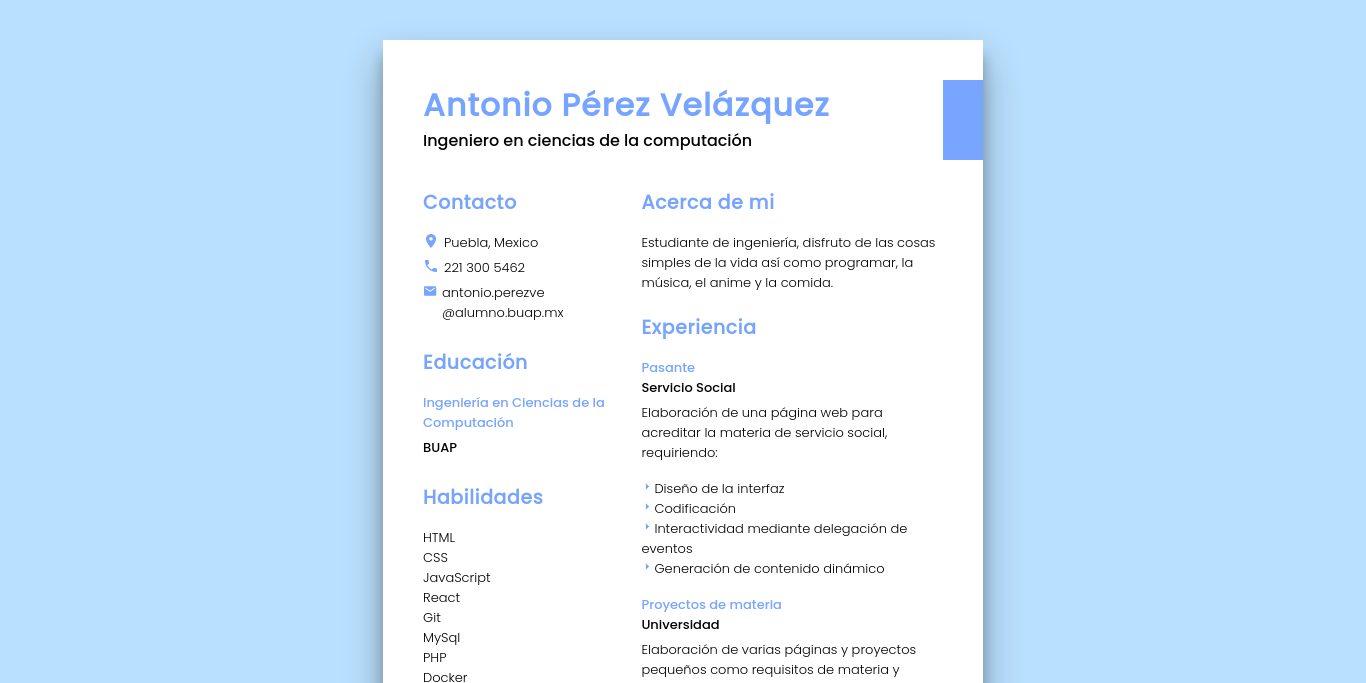 Antonio Pérez Velázquez
Ingeniero en ciencias de la computación
Contacto
Puebla, Mexico
221 300 5462
antonio.perezve
@alumno.buap.mx
Educación
Ingeniería en Ciencias de la
Computación
BUAP
Habilidades
HTML
CSS
JavaScript
React
Git
MySql
PHP
Docker
Acerca de mi
Estudiante de ingeniería, disfruto de las cosas
simples de la vida así como programar, la
música, el anime y la comida.
Experiencia
Pasante
Servicio Social
Elaboración de una página web para
acreditar la materia de servicio social,
requiriendo:
Diseño de la interfaz
Codificación
Interactividad mediante delegación de
eventos
Generación de contenido dinámico
Proyectos de materia
Universidad
Elaboración de varias páginas y proyectos
pequeños como requisitos de materia y